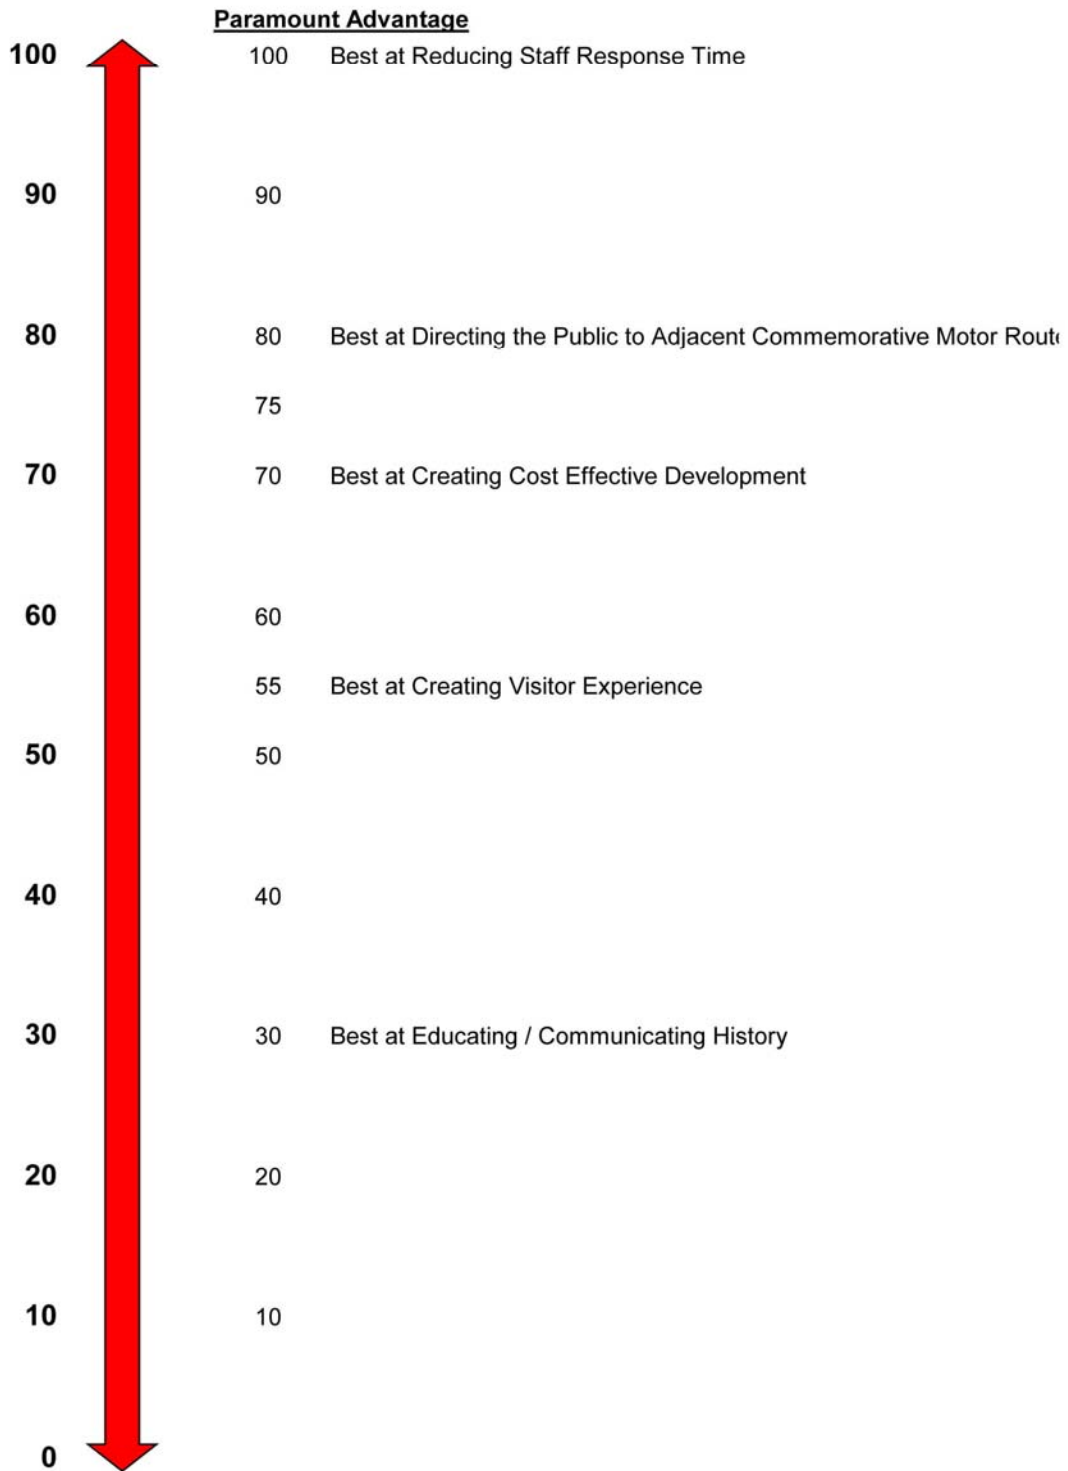 Paramount Advantage
100 100 Best at Reducing Staff Response Time
90 90
80 80 Best at Directing the Public to Adjacent Commemorative Motor Route
75
70 70 Best at Creating Cost Effective Development
60 60
55 Best at Creating Visitor Experience
50 50
40 40
30 30 Best at Educating / Communicating History
20 20
10 10
0